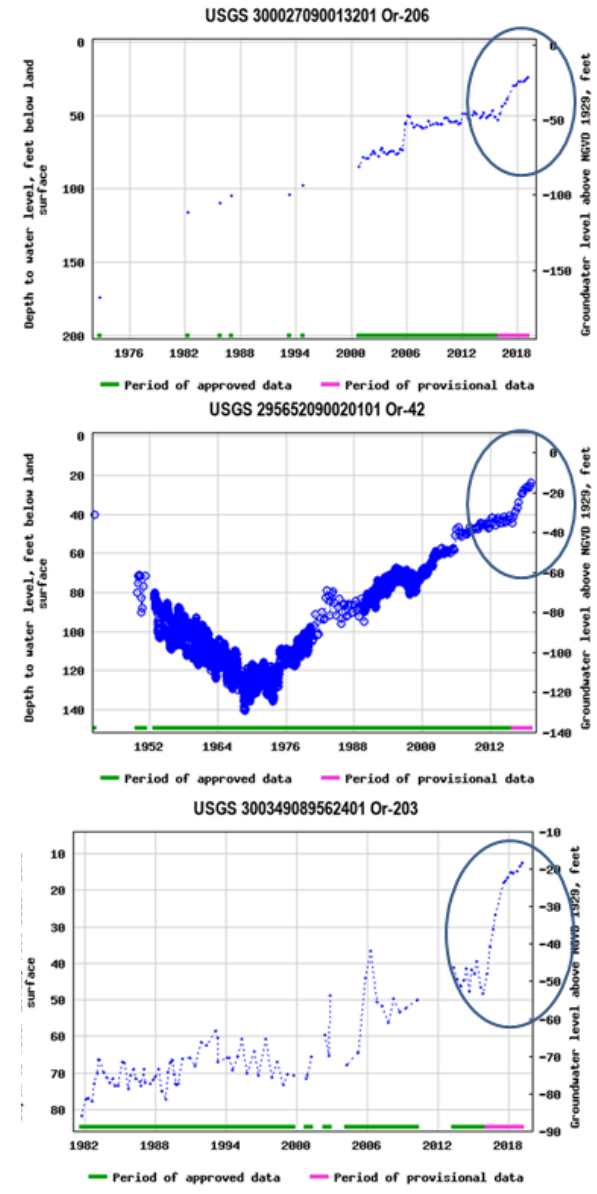 USGS 300027090013201 Or-206
Depth to water level, feet below land
surface
0
50
100
150
200
0
-50
-100
-150
Groundwater level above NGVD 1929, feet
1976 1982 1988 1994 2000 2006 2012 2018
Period of approved data Period of provisional data
USGS 295652090020101 Or-42
Depth to water level, feet below land
surface
0
20
40
60
80
100
120
140
0
-20
-40
-60
-80
-100
-120
-140
Groundwater level above NGVD 1929, feet
1952 1964 1976 1988 2000 2012
Period of approved data Period of provisional data
USGS 300349089562401 Or-203
surface
10
20
30
40
50
60
70
80
-10
-20
-30
-40
-50
-60
-70
-80
-90
Groundwater level above NGVD 1929, feet
1982 1988 1994 2000 2006 2012 2018
Period of approved data Period of provisional data